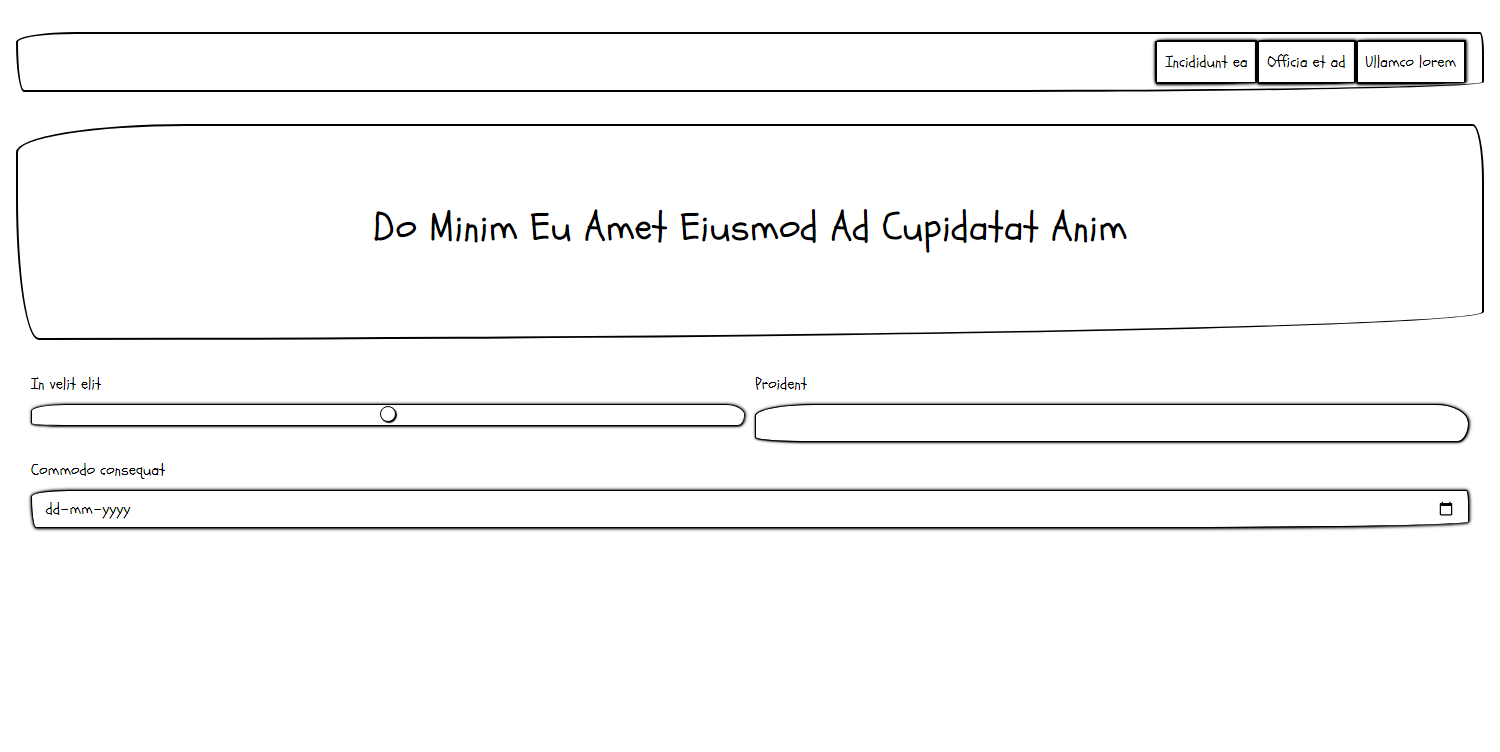 Incididunt ea Officia et ad Ullamco lorem
Do Minim Eu Amet Eiusmod Ad Cupidatat Anim
In velit elit Proident
Commodo consequat
dd-mm-yyyy